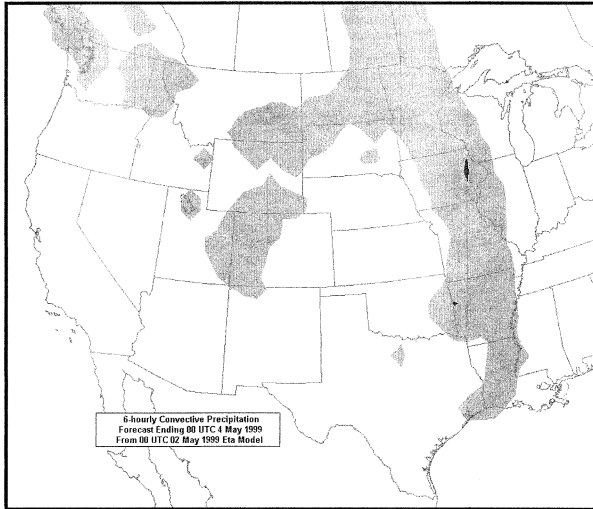 6-hourly Convective Precipitation
Forecast Ending 00 UTC 4 May 1999
From 00 UTC 02 May 1999 Eta Model